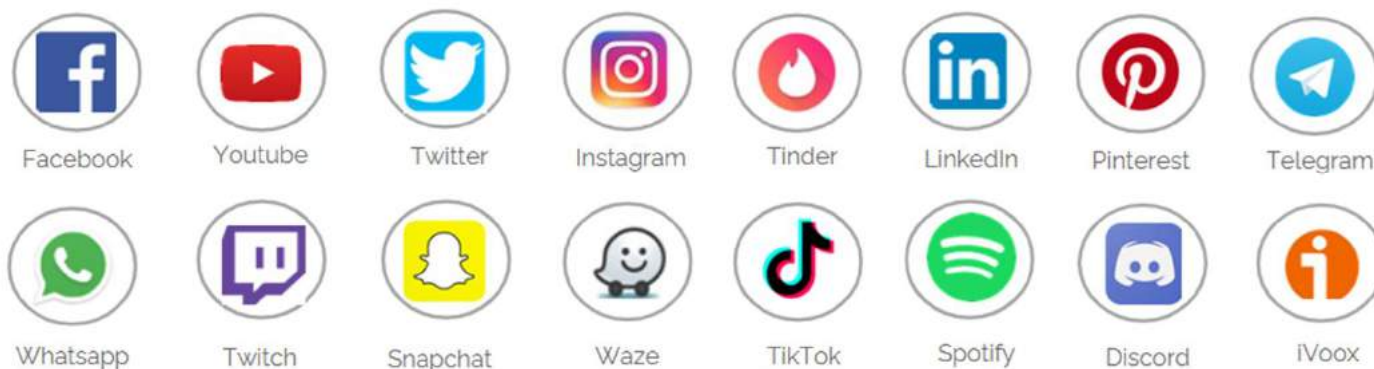 Facebook Youtube Twitter Instagram Tinder LinkedIn Pinterest Telegram
Whatsapp Twitch Snapchat Waze TikTok Spotify Discord iVoox